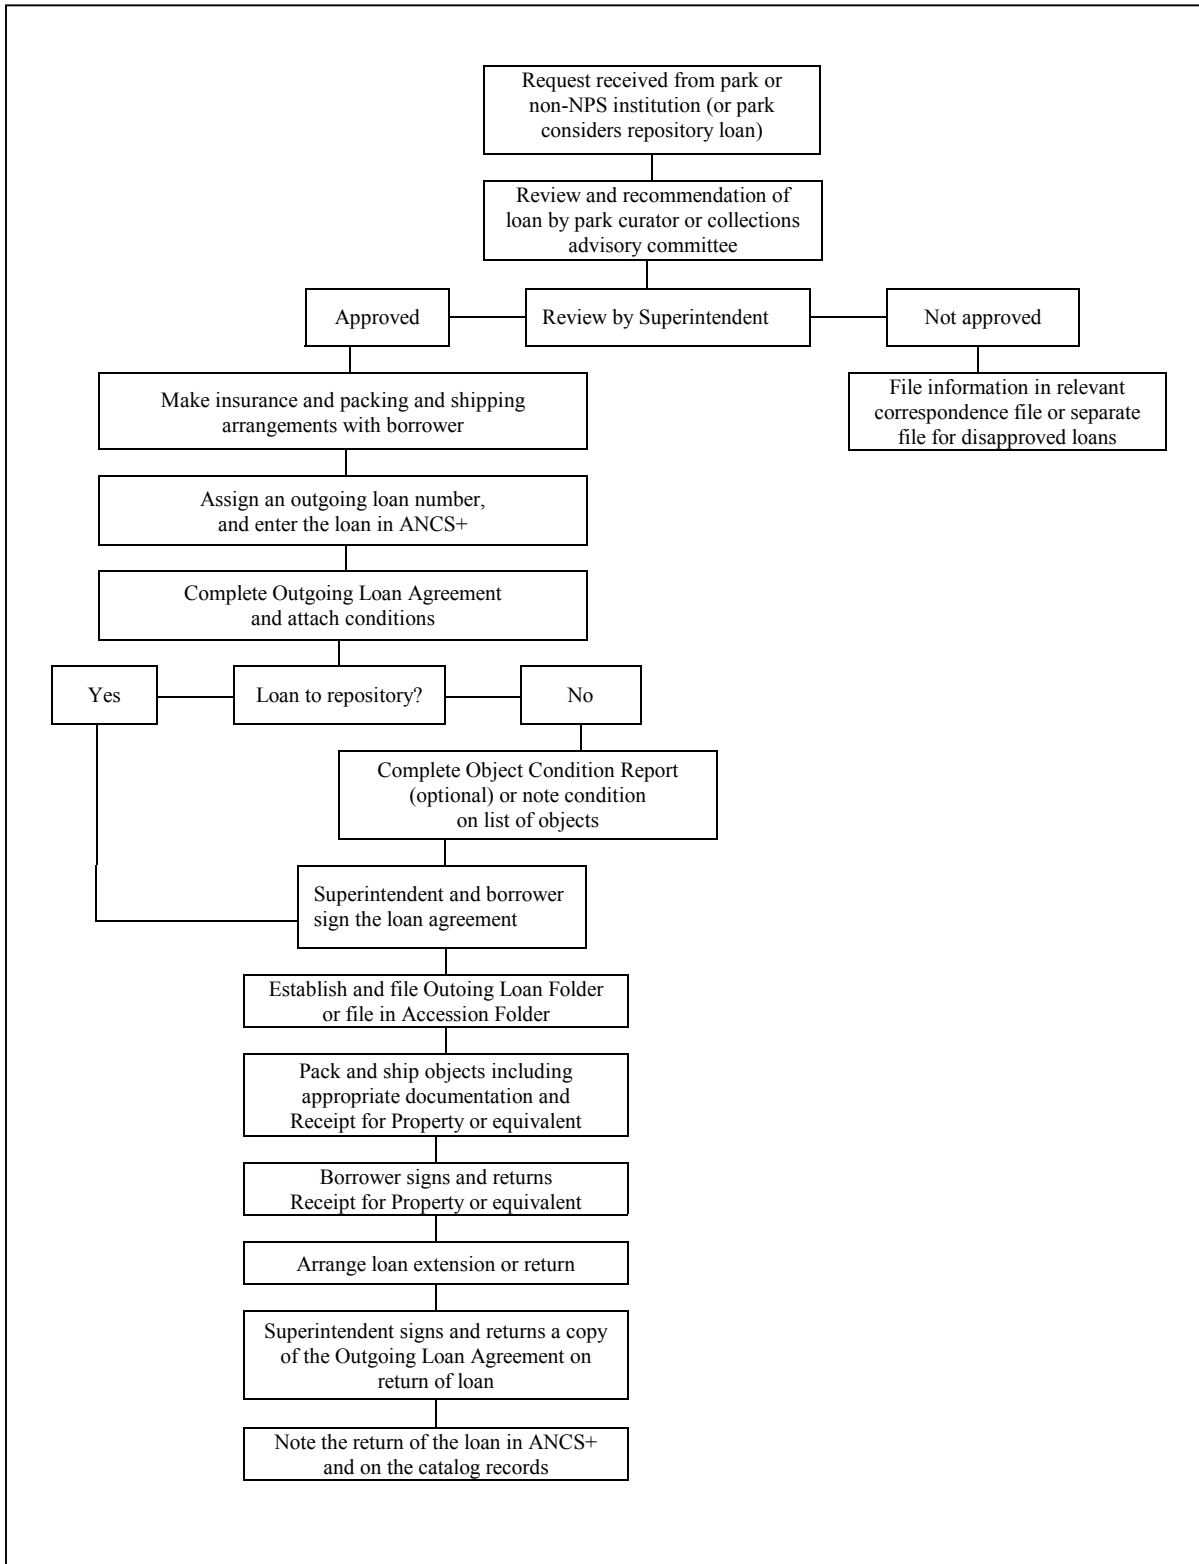 Request received from park or
non-NPS institution (or park
considers repository loan)
Review and recommendation of
loan by park curator or collections
advisory committee
Approved
Review by Superintendent
Not approved
Make insurance and packing and shipping
arrangements with borrower
File information in relevant
correspondence file or separate
file for disapproved loans
Assign an outgoing loan number,
and enter the loan in ANCS+
Complete Outgoing Loan Agreement
and attach conditions
Yes
Loan to repository?
No
Complete Object Condition Report
(optional) or note condition
on list of objects
Superintendent and borrower
sign the loan agreement
Establish and file Outoing Loan Folder
or file in Accession Folder
Pack and ship objects including
appropriate documentation and
Receipt for Property or equivalent
Borrower signs and returns
Receipt for Property or equivalent
Arrange loan extension or return
Superintendent signs and returns a copy
of the Outgoing Loan Agreement on
return of loan
Note the return of the loan in ANCS+
and on the catalog records